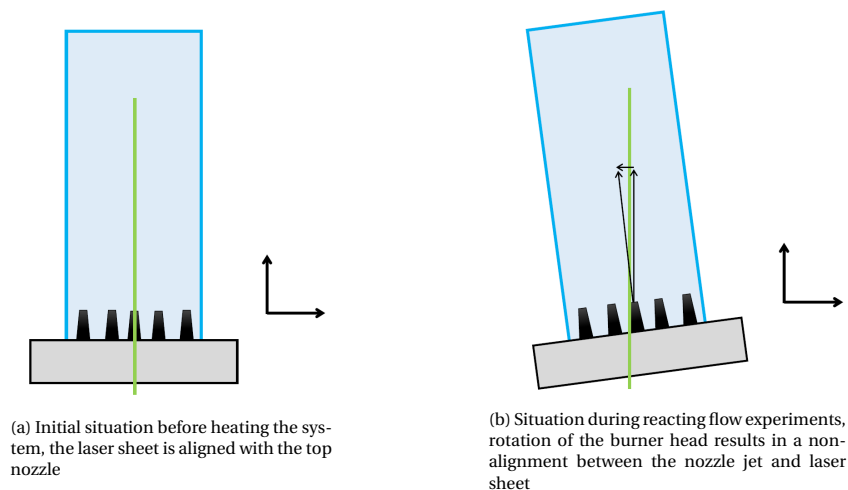 (a) Initial situation before heating the sys-
tem, the laser sheet is aligned with the top
nozzle
(b) Situation during reacting flow experiments,
rotation of the burner head results in a non-
alignment between the nozzle jet and laser
sheet